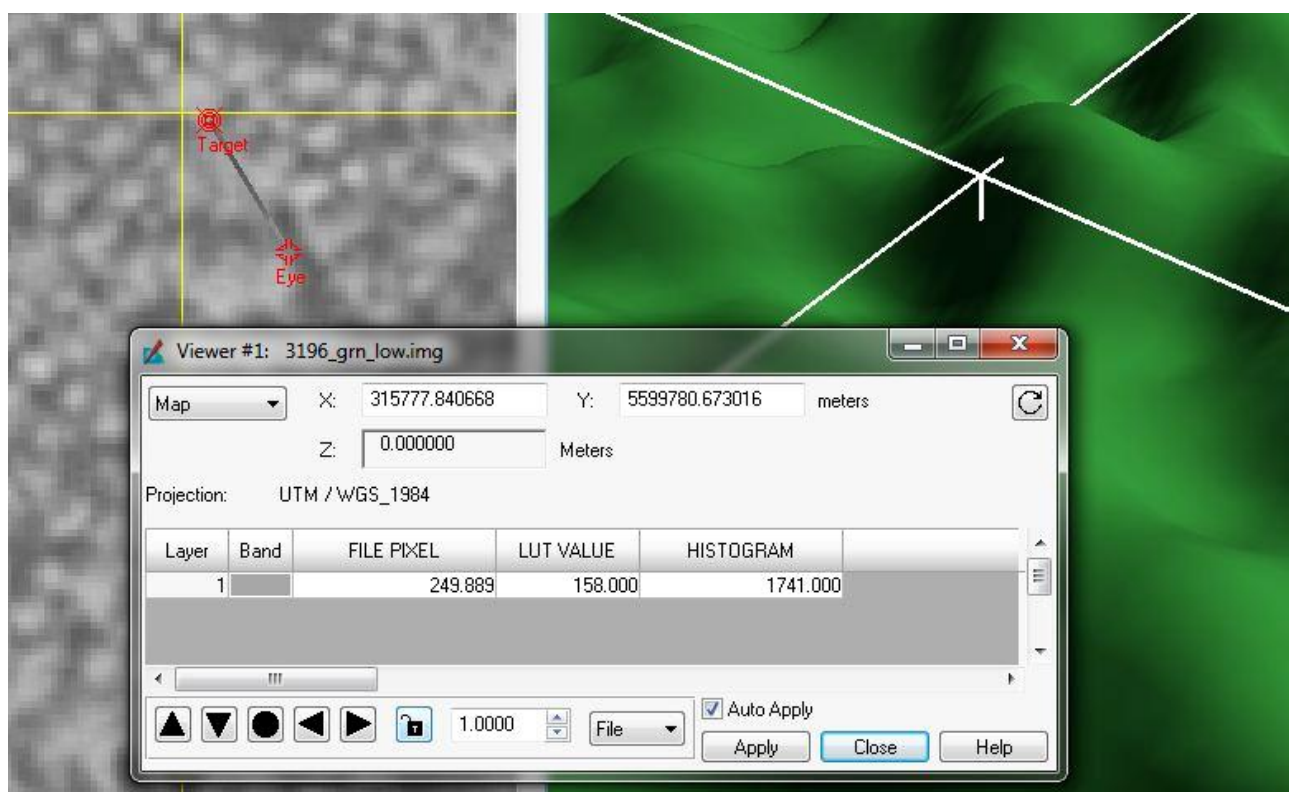 Target
Eye
Viewer #1: 3196_grn_low.img
Map X: 315777.840668 Y: 5599780.673016 meters
Z: 0.000000 Meters
Projection: UTM / WGS_1984
Layer Band FILE PIXEL LUT VALUE HISTOGRAM
1 249.889 158.000 1741.000
1.0000 File Auto Apply
Apply Close Help